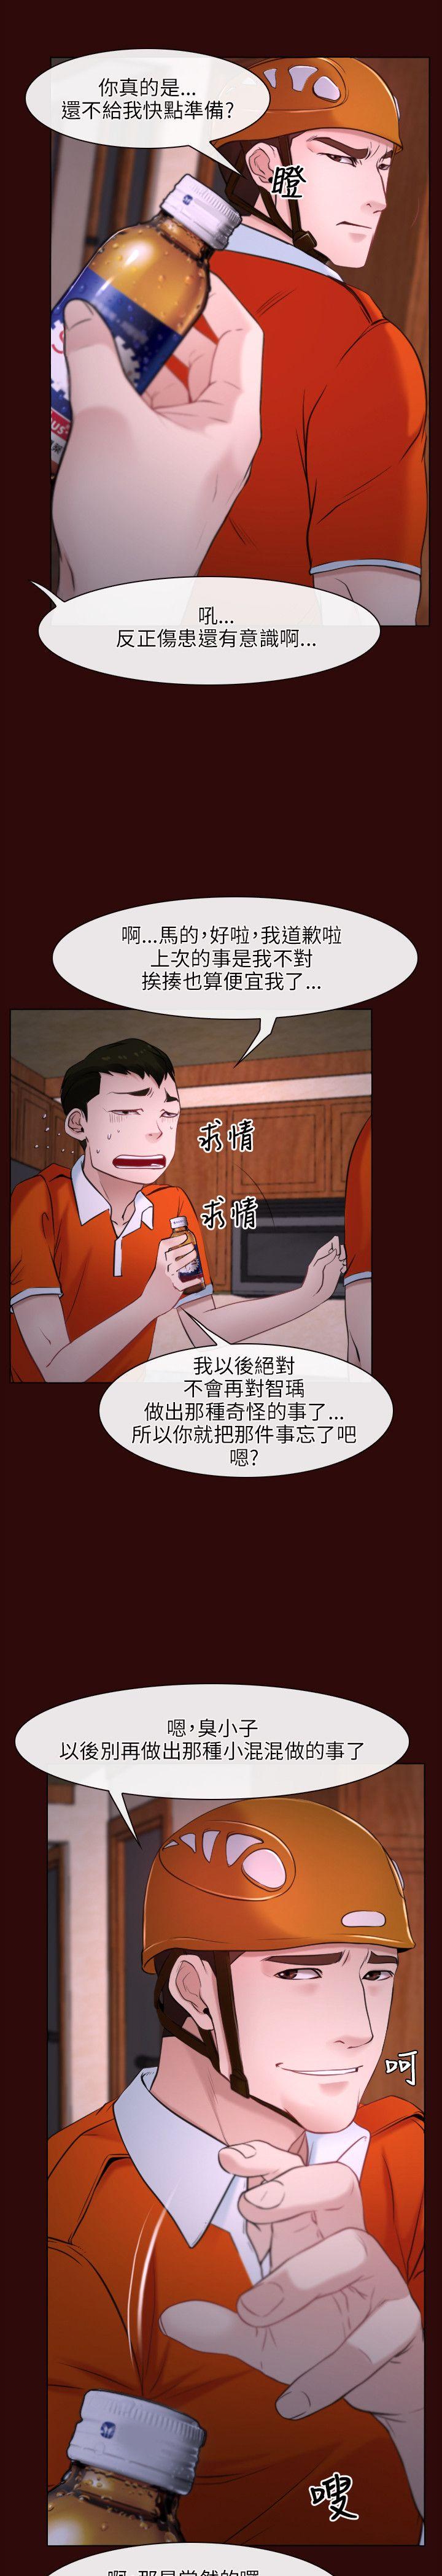 你真的是…
還不給我快點準備?
瞪
吼…
反正傷患還有意識啊…
啊…馬的，好啦，我道歉啦
上次的事是我不對
挨揍也算便宜我了…
求情
求情
我以後絕對
不會再對智瑀
做出那種奇怪的事了…
所以你就把那件事忘了吧
嗯?
嗯，臭小子
以後別再做出那種小混混做的事了
呵
嗖